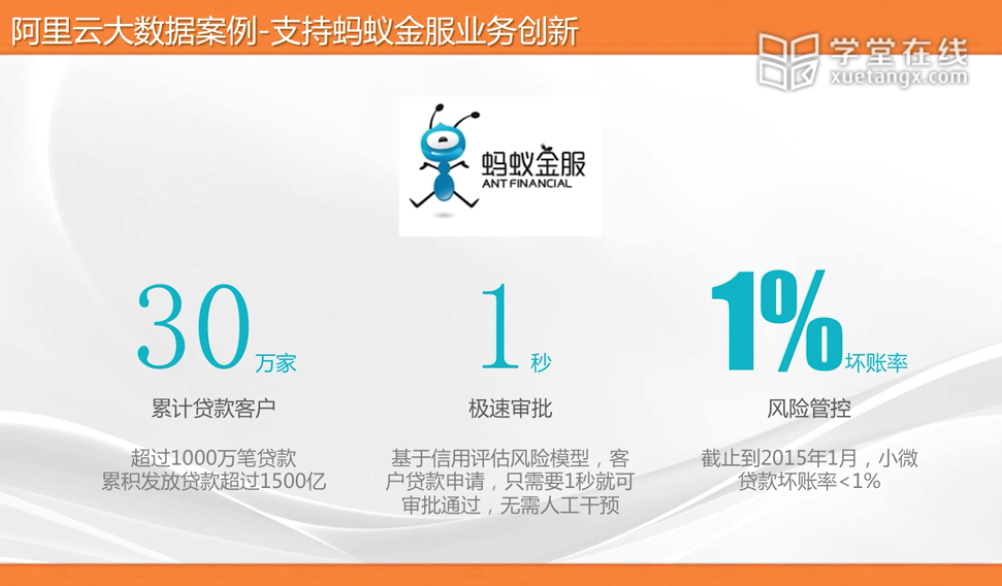 阿里云大数据案例-支持蚂蚁金服业务创新
学堂在线
xuetangx.com
蚂蚁金服
ANT FINANCIAL
30万家
累计贷款客户
超过1000万笔贷款
累积发放贷款超过1500亿
1秒
极速审批
基于信用评估风险模型，客
户贷款申请，只需要1秒就可
审批通过，无需人工干预
1%坏账率
风险管控
截止到2015年1月，小微
贷款坏账率<1%